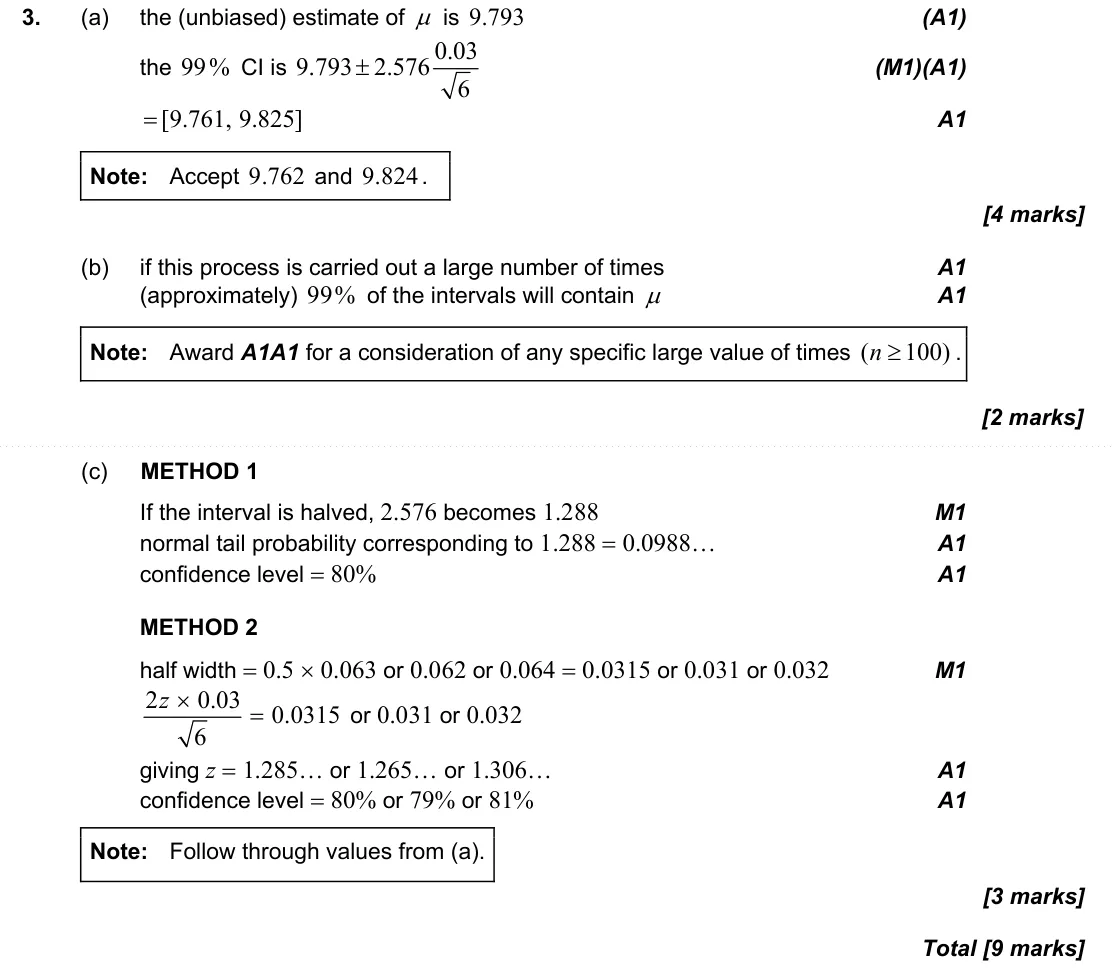 3. (a) the (unbiased) estimate of μ is 9.793 (A1)
the 99% CI is 9.793 ± 2.576 0.03/√6 (M1)(A1)
= [9.761, 9.825] A1
Note: Accept 9.762 and 9.824.
[4 marks]
(b) if this process is carried out a large number of times A1
(approximately) 99% of the intervals will contain μ A1
Note: Award A1A1 for a consideration of any specific large value of times (n ≥ 100).
[2 marks]
(c) METHOD 1
If the interval is halved, 2.576 becomes 1.288 M1
normal tail probability corresponding to 1.288 = 0.0988… A1
confidence level = 80% A1
METHOD 2
half width = 0.5 × 0.063 or 0.062 or 0.064 = 0.0315 or 0.031 or 0.032 M1
2z × 0.03/√6 = 0.0315 or 0.031 or 0.032
giving z = 1.285… or 1.265… or 1.306… A1
confidence level = 80% or 79% or 81% A1
Note: Follow through values from (a).
[3 marks]
Total [9 marks]